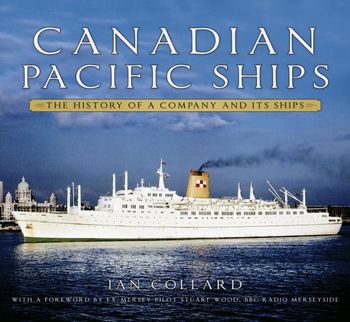 CANADIAN
PACIFIC SHIPS
THE HISTORY OF A COMPANY AND ITS SHIPS
IAN COLLARD
WITH A FOREWORD BY EX-MERSEY PILOT STUART WOOD, BBC RADIO MERSEYSIDE